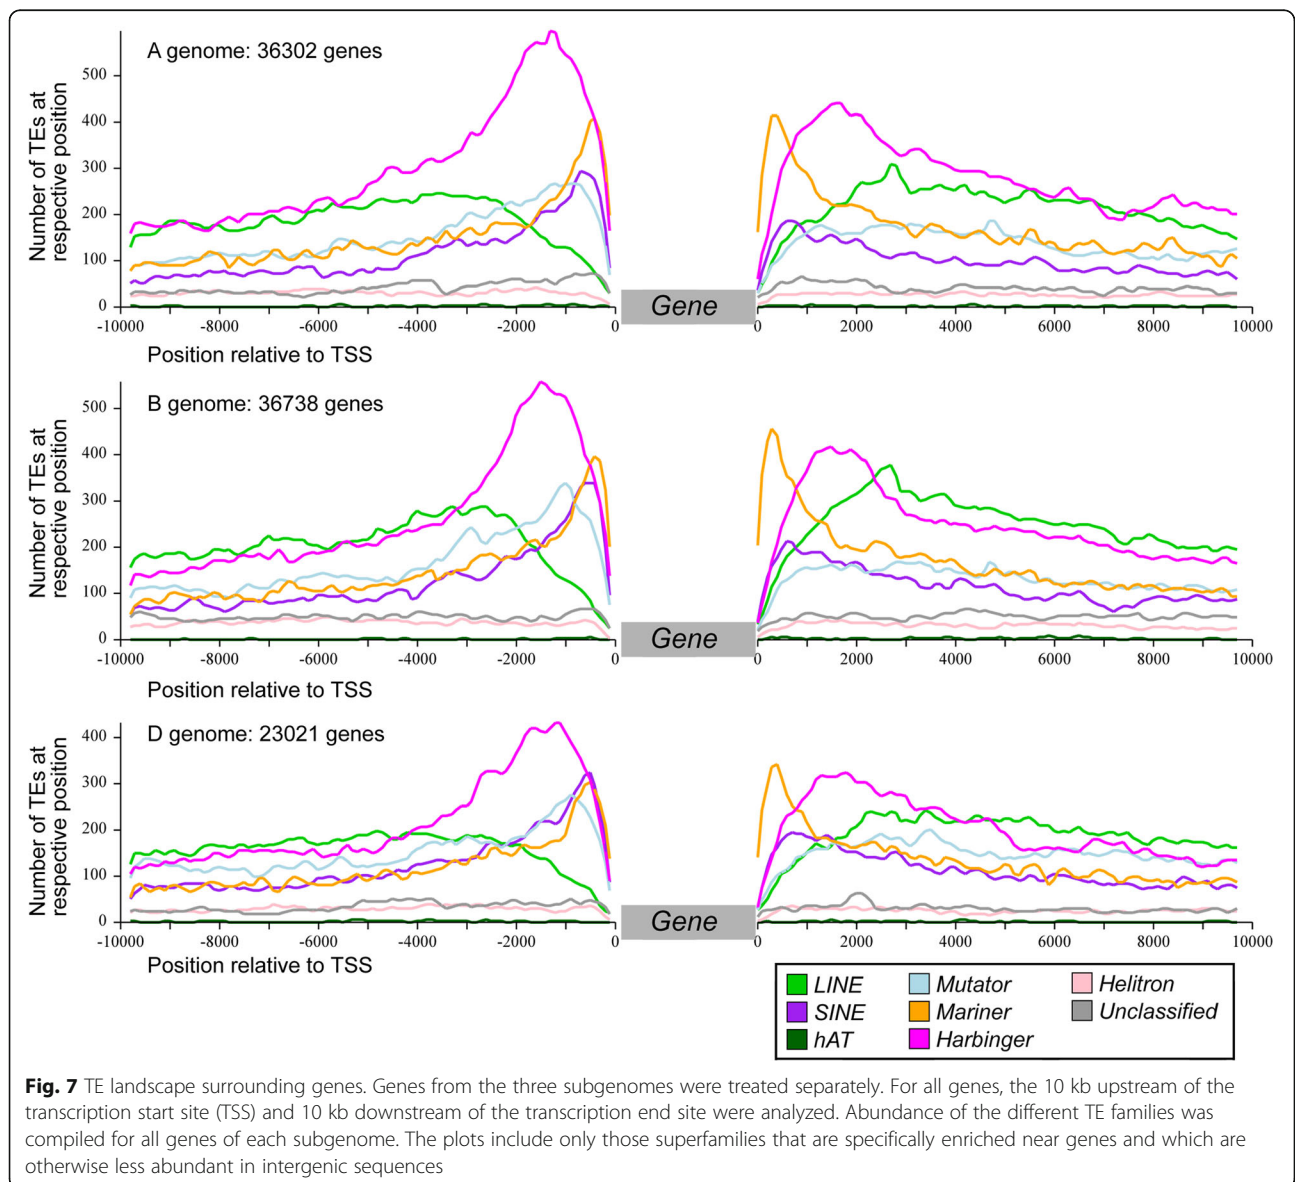 A genome: 36302 genes
Number of TEs at
respective position
500
400
300
200
100
0
-10000 -8000 -6000 -4000 -2000 0
Gene
0 2000 4000 6000 8000 10000
Position relative to TSS
B genome: 36738 genes
Number of TEs at
respective position
500
400
300
200
100
0
-10000 -8000 -6000 -4000 -2000 0
Gene
0 2000 4000 6000 8000 10000
Position relative to TSS
D genome: 23021 genes
Number of TEs at
respective position
400
300
200
100
0
-10000 -8000 -6000 -4000 -2000 0
Gene
0 2000 4000 6000 8000 10000
Position relative to TSS
LINE Mutator Helitron
SINE Mariner Unclassified
hAT Harbinger
Fig. 7 TE landscape surrounding genes. Genes from the three subgenomes were treated separately. For all genes, the 10 kb upstream of the
transcription start site (TSS) and 10 kb downstream of the transcription end site were analyzed. Abundance of the different TE families was
compiled for all genes of each subgenome. The plots include only those superfamilies that are specifically enriched near genes and which are
otherwise less abundant in intergenic sequences